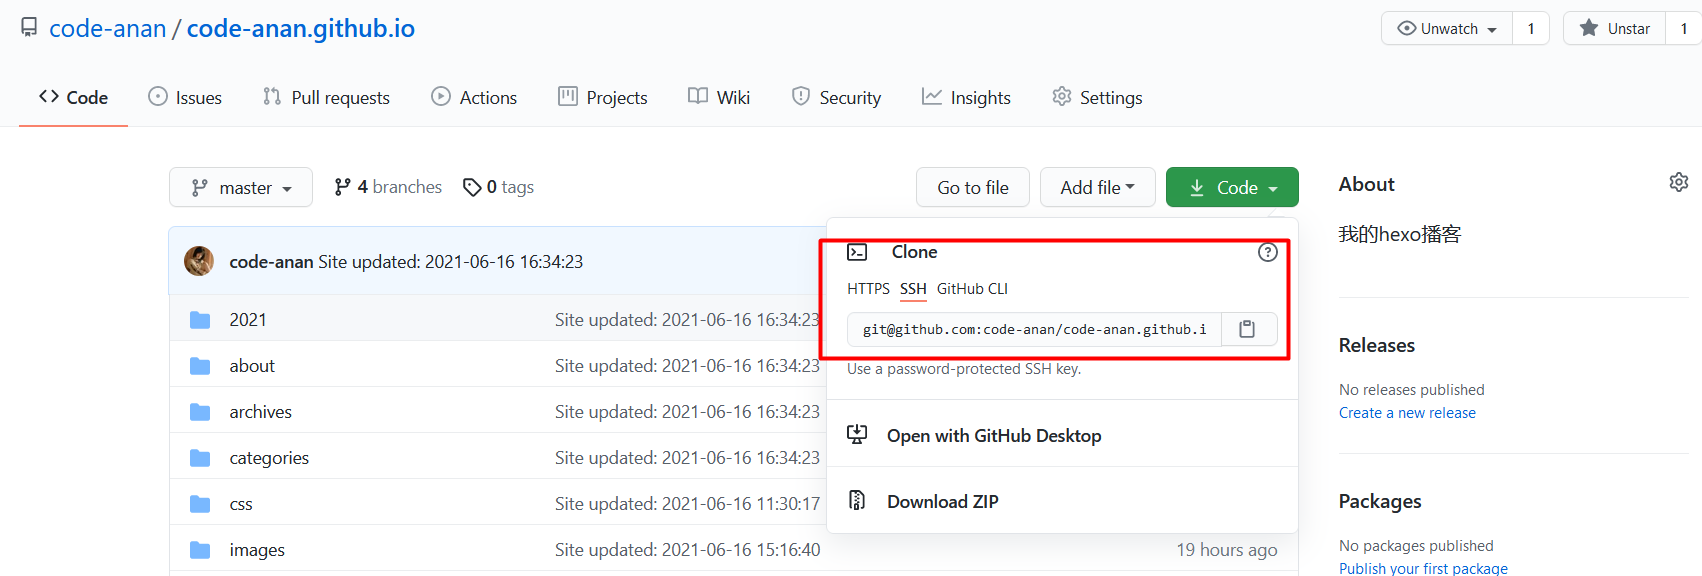 code-anan / code-anan.github.io
Unwatch 1
Unstar 1
Code Issues Pull requests Actions Projects Wiki Security Insights Settings
master 4 branches 0 tags
Go to file Add file Code
code-anan Site updated: 2021-06-16 16:34:23
2021 Site updated: 2021-06-16 16:34:23
about Site updated: 2021-06-16 16:34:23
archives Site updated: 2021-06-16 16:34:23
categories Site updated: 2021-06-16 16:34:23
css Site updated: 2021-06-16 11:30:17
images Site updated: 2021-06-16 15:16:40 19 hours ago
Clone
HTTPS SSH GitHub CLI
git@github.com:code-anan/code-anan.github.i
Use a password-protected SSH key.
Open with GitHub Desktop
Download ZIP
About
我的hexo播客
Releases
No releases published
Create a new release
Packages
No packages published
Publish your first package